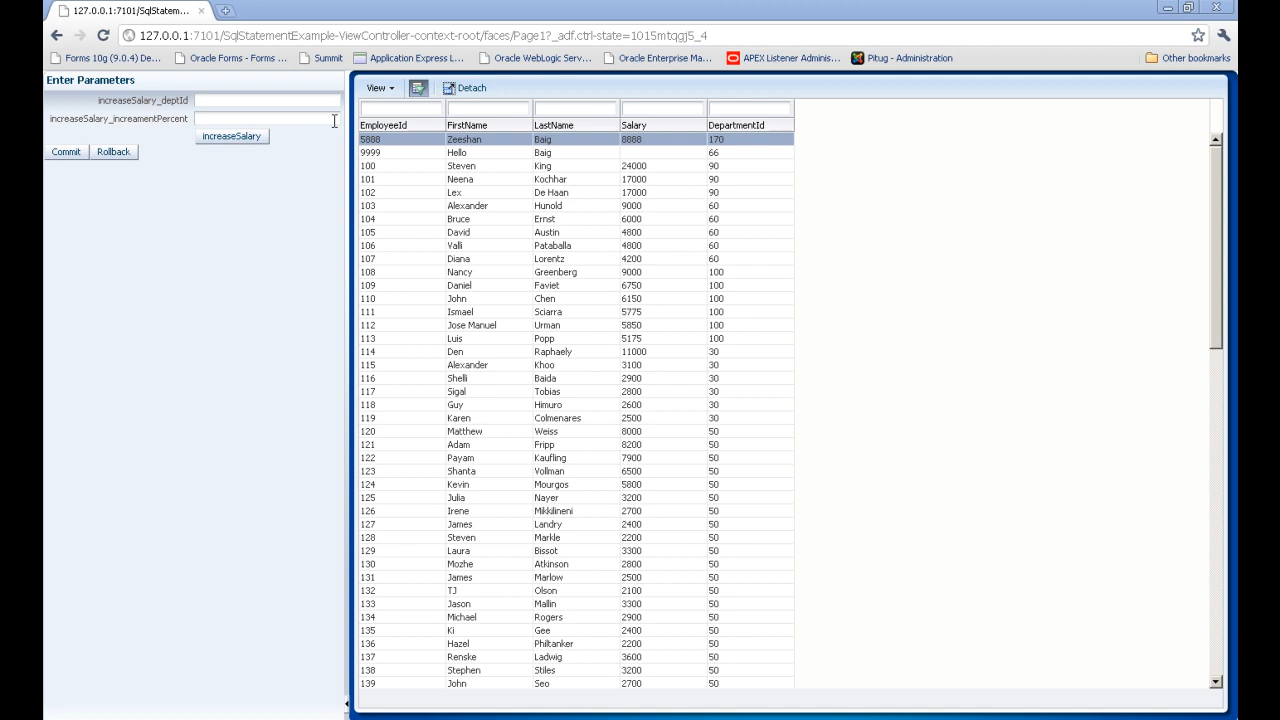 127.0.0.1:7101/SqlStatem...
127.0.0.1:7101/SqlStatementExample-ViewController-context-root/faces/Page1?_adf.ctrl-state=1015mtqgj5_4
Forms 10g (9.0.4) De... Oracle Forms - Forms ... Summit Application Express L... Oracle WebLogic Serv... Oracle Enterprise Ma... APEX Listener Adminis... Pitug - Administration Other bookmarks
Enter Parameters
increaseSalary_deptId
increaseSalary_increamentPercent
increaseSalary
Commit Rollback
View Detach
EmployeeId FirstName LastName Salary DepartmentId
5888 Zeeshan Baig 8888 170
9999 Hello Baig 66
100 Steven King 24000 90
101 Neena Kochhar 17000 90
102 Lex De Haan 17000 90
103 Alexander Hunold 9000 60
104 Bruce Ernst 6000 60
105 David Austin 4800 60
106 Valli Pataballa 4800 60
107 Diana Lorentz 4200 60
108 Nancy Greenberg 9000 100
109 Daniel Faviet 6750 100
110 John Chen 6150 100
111 Ismael Sciarra 5775 100
112 Jose Manuel Urman 5850 100
113 Luis Popp 5175 100
114 Den Raphaely 11000 30
115 Alexander Khoo 3100 30
116 Shelli Baida 2900 30
117 Sigal Tobias 2800 30
118 Guy Himuro 2600 30
119 Karen Colmenares 2500 30
120 Matthew Weiss 8000 50
121 Adam Fripp 8200 50
122 Payam Kaufling 7900 50
123 Shanta Vollman 6500 50
124 Kevin Mourgos 5800 50
125 Julia Nayer 3200 50
126 Irene Mikkilineni 2700 50
127 James Landry 2400 50
128 Steven Markle 2200 50
129 Laura Bissot 3300 50
130 Mozhe Atkinson 2800 50
131 James Marlow 2500 50
132 TJ Olson 2100 50
133 Jason Mallin 3300 50
134 Michael Rogers 2900 50
135 Ki Gee 2400 50
136 Hazel Philtanker 2200 50
137 Renske Ladwig 3600 50
138 Stephen Stiles 3200 50
139 John Seo 2700 50